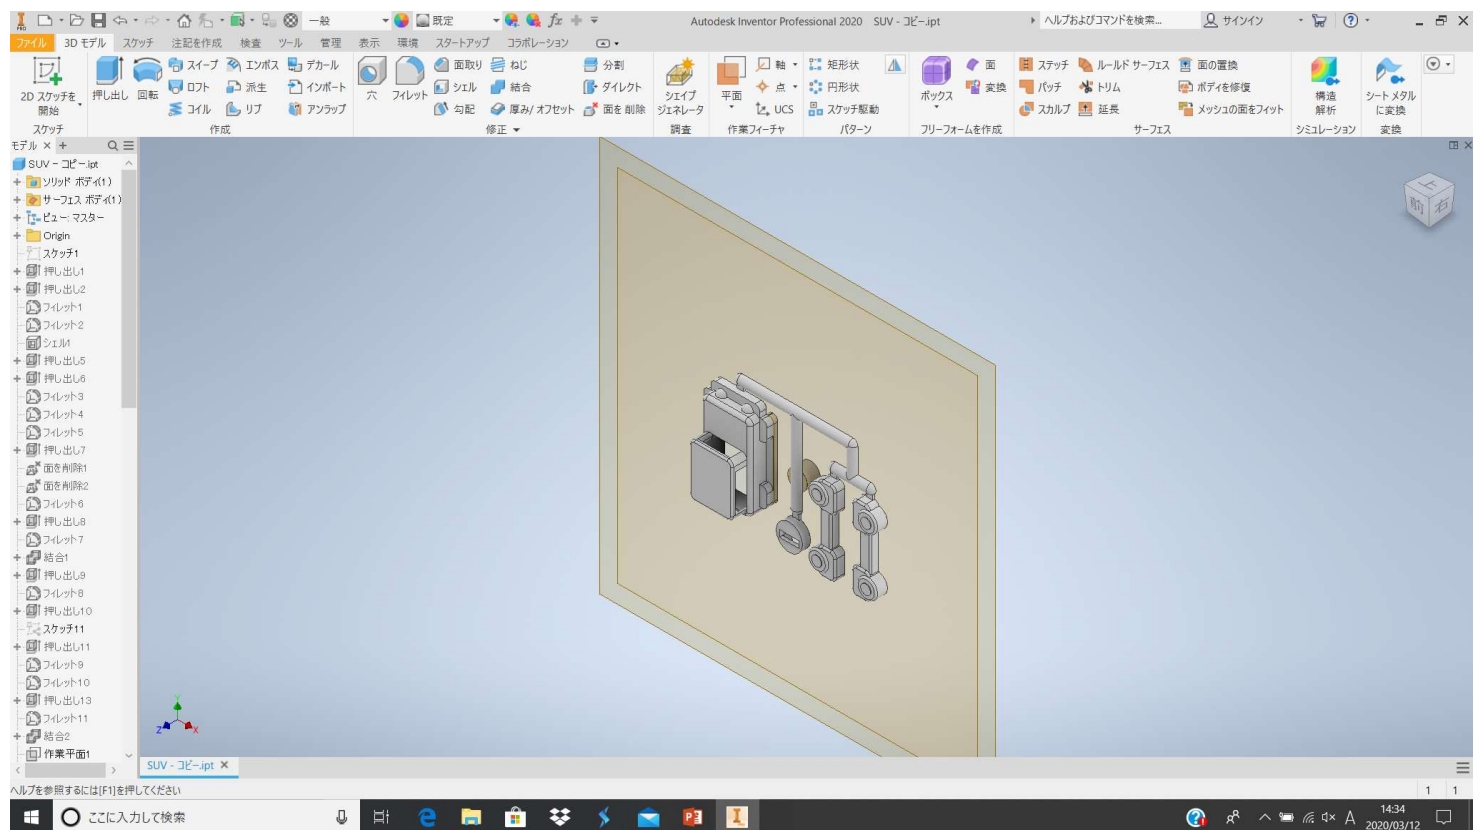 PRO
一般
既定
fx
Autodesk Inventor Professional 2020 SUV - コピー.ipt
ヘルプおよびコマンドを検索...
サインイン
ファイル 3D モデル スケッチ 注記を作成 検査 ツール 管理 表示 環境 スタートアップ コラボレーション
2D スケッチを
開始
押し出し
回転
スイープ エンボス デカール
ロフト 派生 インポート
コイル リブ アンラップ
穴
フィレット
面取り ねじ 分割
シェル 結合 ダイレクト
勾配 厚み/ オフセット 面を削除
シェイプ
ジェネレータ
平面
軸
点
UCS
矩形状
円形状
スケッチ駆動
ボックス
面
変換
ステッチ ルールド サーフェス 面の置換
パッチ トリム ボディを修復
スカルプ 延長 メッシュの面をフィット
構造
解析
シート メタル
に変換
スケッチ 作成 修正 調査 作業フィーチャ パターン フリーフォームを作成 サーフェス シミュレーション 変換
モデル × +
SUV - コピー.ipt
ソリッド ボディ(1)
サーフェス ボディ(1)
ビュー: マスター
Origin
スケッチ1
押し出し1
押し出し2
フィレット1
フィレット2
シェル1
押し出し5
押し出し6
フィレット3
フィレット4
フィレット5
押し出し7
面を削除1
面を削除2
フィレット6
押し出し8
フィレット7
結合1
押し出し9
フィレット8
押し出し10
スケッチ11
押し出し11
フィレット9
フィレット10
押し出し13
フィレット11
結合2
作業平面1
上
前 右
Y
Z X
SUV - コピー.ipt ×
ヘルプを参照するには[F1]を押してください
1 1
ここに入力して検索
A
14:34
2020/03/12